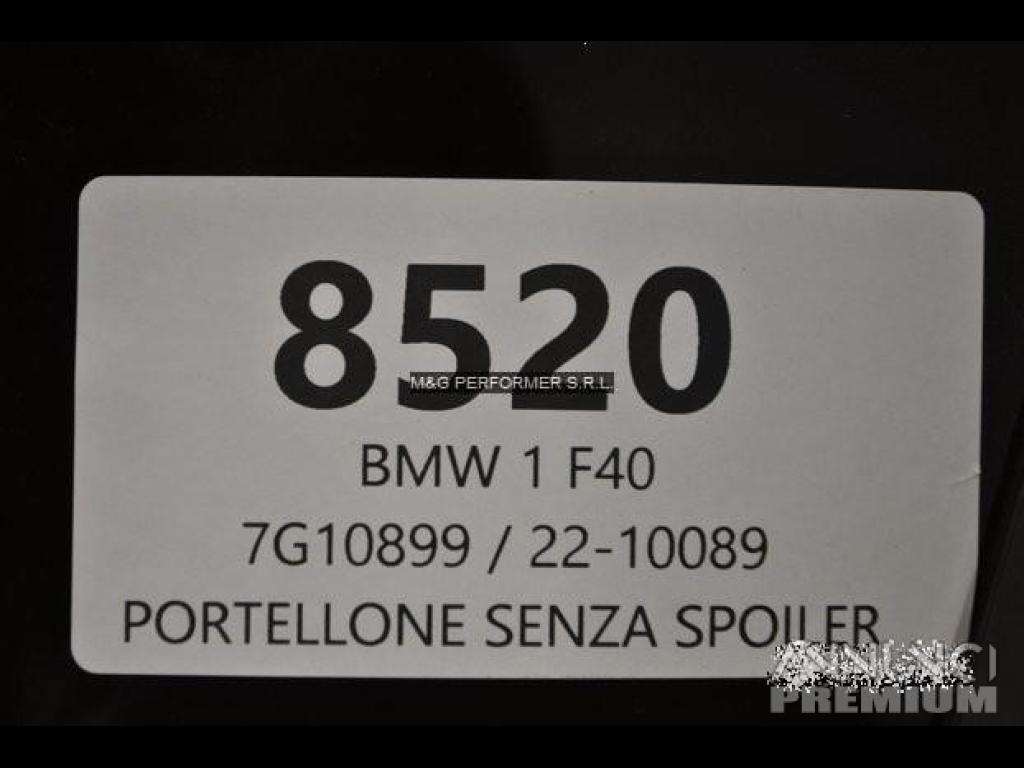 8520
M&G PERFORMER S.R.L.
BMW 1 F40
7G10899 / 22-10089
PORTELLONE SENZA SPOILER
PREMIUM